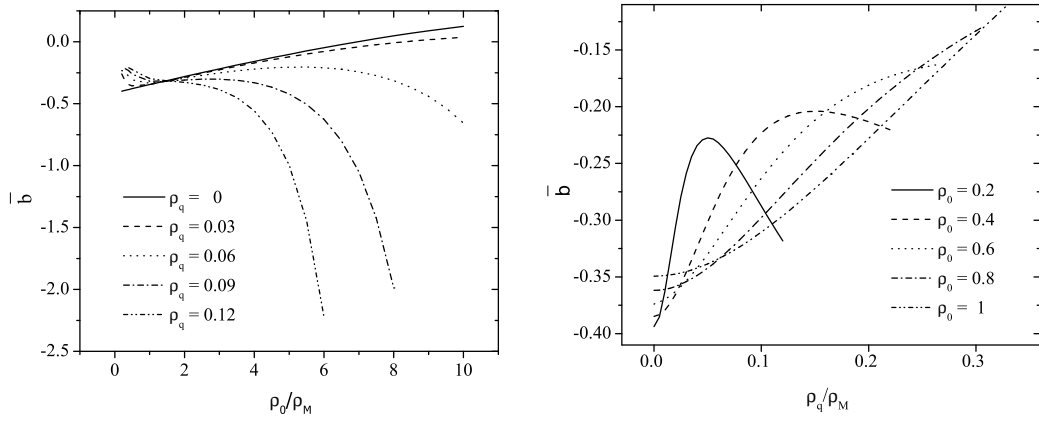 0.0
-0.5
-1.0
-1.5
-2.0
-2.5
b̅
ρq = 0
ρq = 0.03
ρq = 0.06
ρq = 0.09
ρq = 0.12
0 2 4 6 8 10
ρ0/ρM
-0.15
-0.20
-0.25
-0.30
-0.35
-0.40
b̅
ρ0 = 0.2
ρ0 = 0.4
ρ0 = 0.6
ρ0 = 0.8
ρ0 = 1
0.0 0.1 0.2 0.3
ρq/ρM